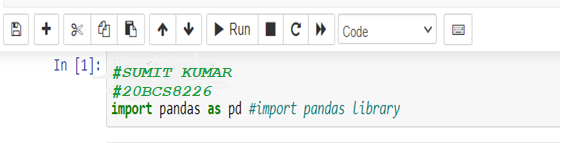 Run
Code
In [1]:
#SUMIT KUMAR
#20BCS8226
import pandas as pd #import pandas library